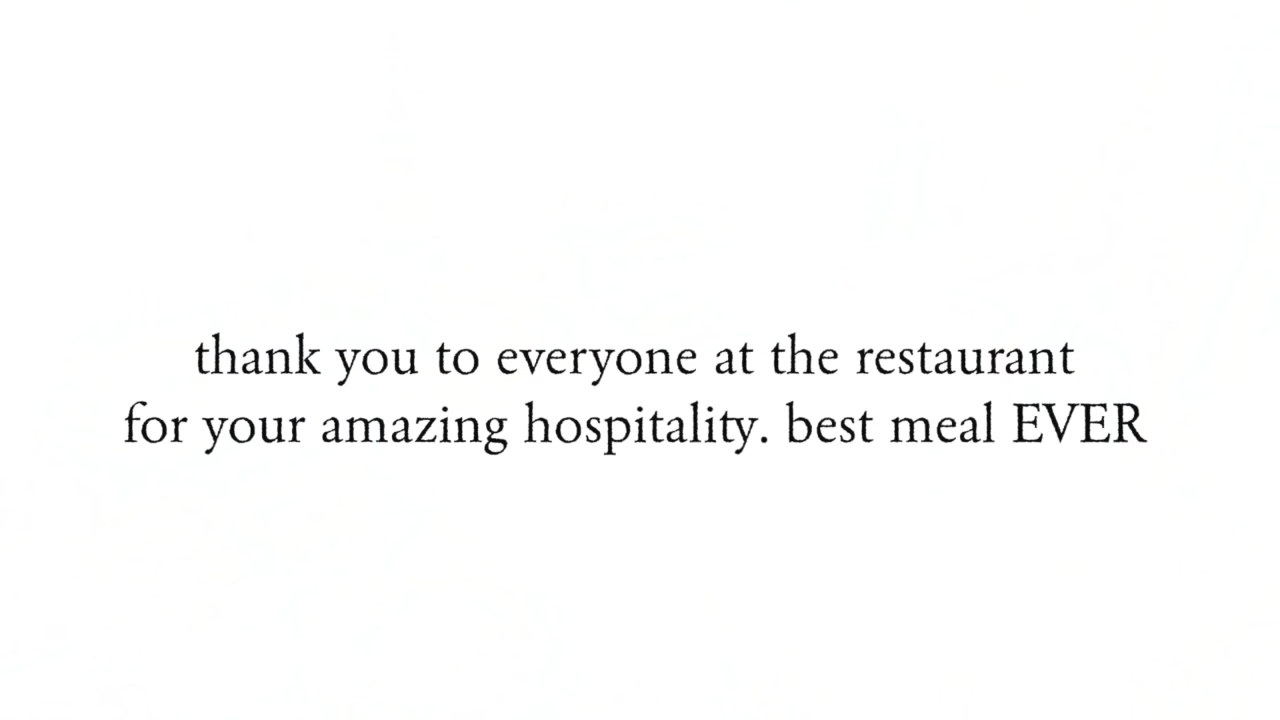 thank you to everyone at the restaurant
for your amazing hospitality. best meal EVER